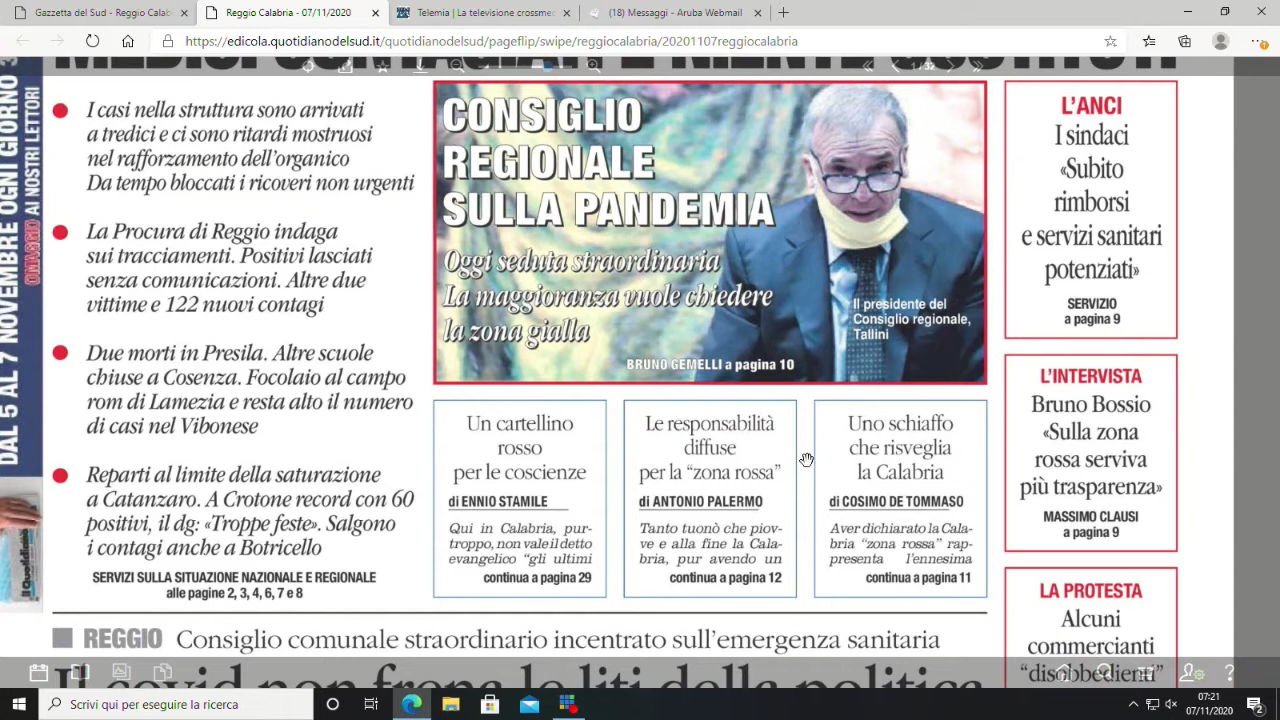 Gazzetta del Sud - Reggio Calabri
Reggio Calabria - 07/11/2020
Telemia | La televisione crossmed
(18) Messaggi - Aruba Webmail
https://edicola.quotidianodelsud.it/quotidianodelsud/pageflip/swipe/reggiocalabria/20201107reggiocalabria
1/32
DAL 5 AL 7 NOVEMBRE OGNI GIORNO
OMAGGIO AI NOSTRI LETTORI
I casi nella struttura sono arrivati
a tredici e ci sono ritardi mostruosi
nel rafforzamento dell'organico
Da tempo bloccati i ricoveri non urgenti
La Procura di Reggio indaga
sui tracciamenti. Positivi lasciati
senza comunicazioni. Altre due
vittime e 122 nuovi contagi
Due morti in Presila. Altre scuole
chiuse a Cosenza. Focolaio al campo
rom di Lamezia e resta alto il numero
di casi nel Vibonese
Reparti al limite della saturazione
a Catanzaro. A Crotone record con 60
positivi, il dg: «Troppe feste». Salgono
i contagi anche a Botricello
SERVIZI SULLA SITUAZIONE NAZIONALE E REGIONALE
alle pagine 2, 3, 4, 6, 7 e 8
CONSIGLIO
REGIONALE
SULLA PANDEMIA
Oggi seduta straordinaria
La maggioranza vuole chiedere
la zona gialla
Il presidente del
Consiglio regionale,
Tallini
BRUNO GEMELLI a pagina 10
Un cartellino
rosso
per le coscienze
di ENNIO STAMILE
Qui in Calabria, pur-
troppo, non vale il detto
evangelico “gli ultimi
continua a pagina 29
Le responsabilità
diffuse
per la “zona rossa”
di ANTONIO PALERMO
Tanto tuonò che piov-
ve e alla fine la Cala-
bria, pur avendo un
continua a pagina 12
Uno schiaffo
che risveglia
la Calabria
di COSIMO DE TOMMASO
Aver dichiarato la Cala-
bria “zona rossa” rap-
presenta l'ennesima
continua a pagina 11
L'ANCI
I sindaci
«Subito
rimborsi
e servizi sanitari
potenziati»
SERVIZIO
a pagina 9
L'INTERVISTA
Bruno Bossio
«Sulla zona
rossa serviva
più trasparenza»
MASSIMO CLAUSI
a pagina 9
LA PROTESTA
Alcuni
commercianti
“disobbedienti”
REGGIO Consiglio comunale straordinario incentrato sull'emergenza sanitaria
Il covid non frena le liti della politica
Scrivi qui per eseguire la ricerca
07:21
07/11/2020
2